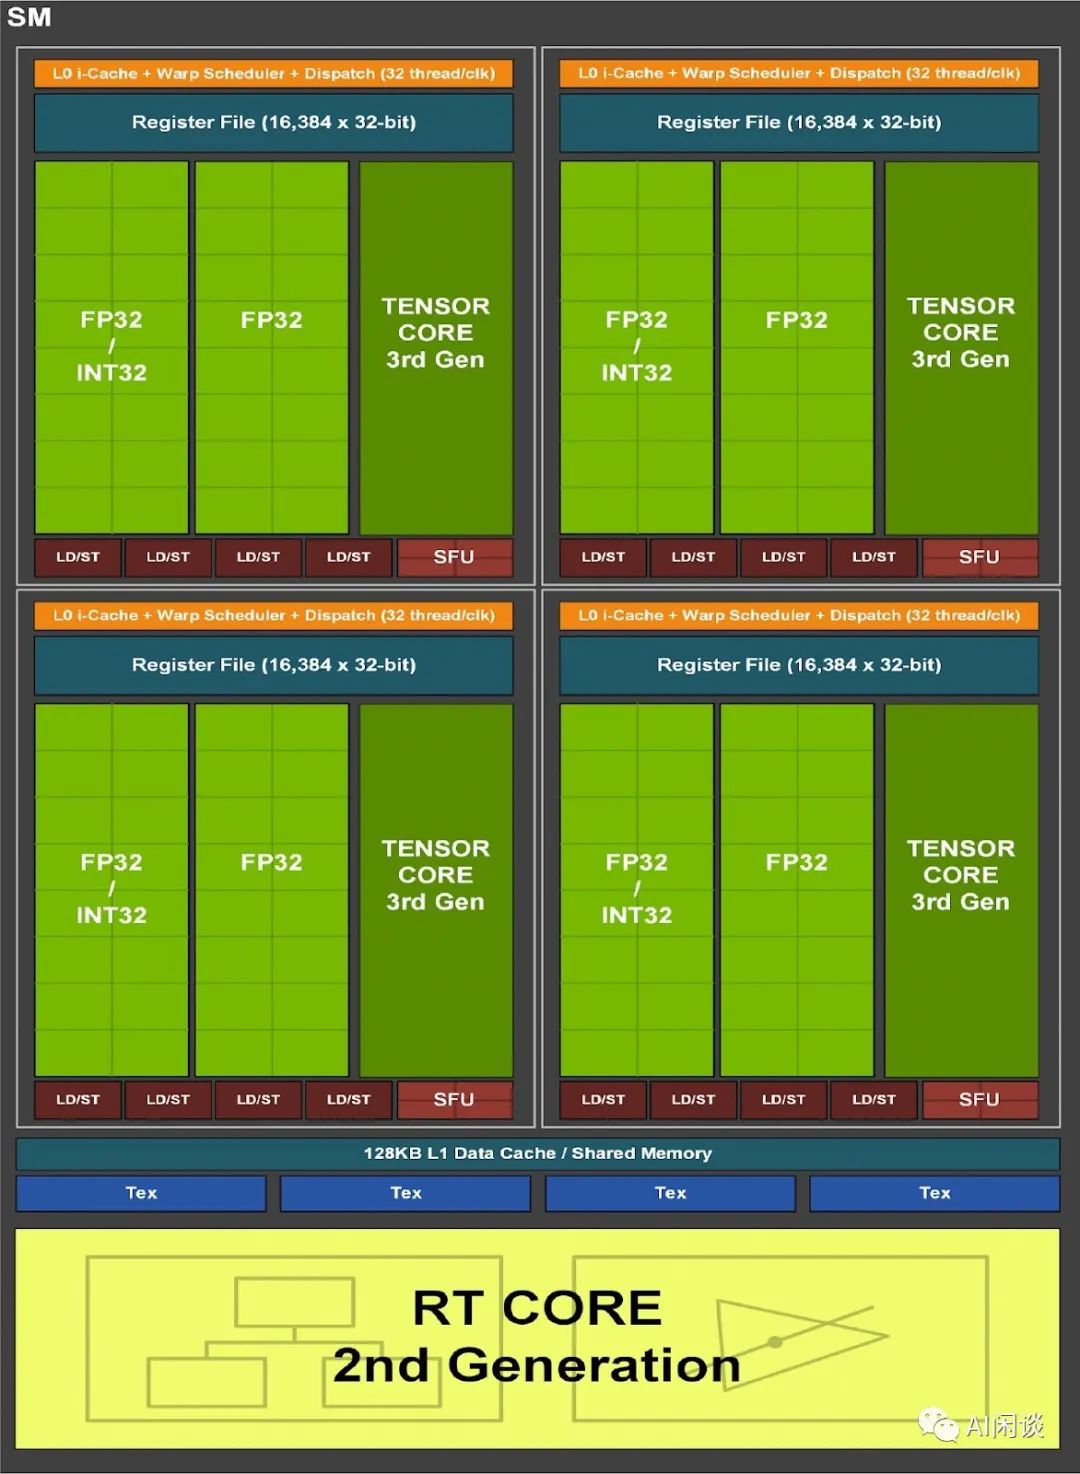 SM
L0 i-Cache + Warp Scheduler + Dispatch (32 thread/clk)
Register File (16,384 x 32-bit)
FP32
/
INT32
FP32
TENSOR
CORE
3rd Gen
LD/ST
LD/ST
LD/ST
LD/ST
SFU
L0 i-Cache + Warp Scheduler + Dispatch (32 thread/clk)
Register File (16,384 x 32-bit)
FP32
/
INT32
FP32
TENSOR
CORE
3rd Gen
LD/ST
LD/ST
LD/ST
LD/ST
SFU
L0 i-Cache + Warp Scheduler + Dispatch (32 thread/clk)
Register File (16,384 x 32-bit)
FP32
/
INT32
FP32
TENSOR
CORE
3rd Gen
LD/ST
LD/ST
LD/ST
LD/ST
SFU
L0 i-Cache + Warp Scheduler + Dispatch (32 thread/clk)
Register File (16,384 x 32-bit)
FP32
/
INT32
FP32
TENSOR
CORE
3rd Gen
LD/ST
LD/ST
LD/ST
LD/ST
SFU
128KB L1 Data Cache / Shared Memory
Tex
Tex
Tex
Tex
RT CORE
2nd Generation
AI闲谈